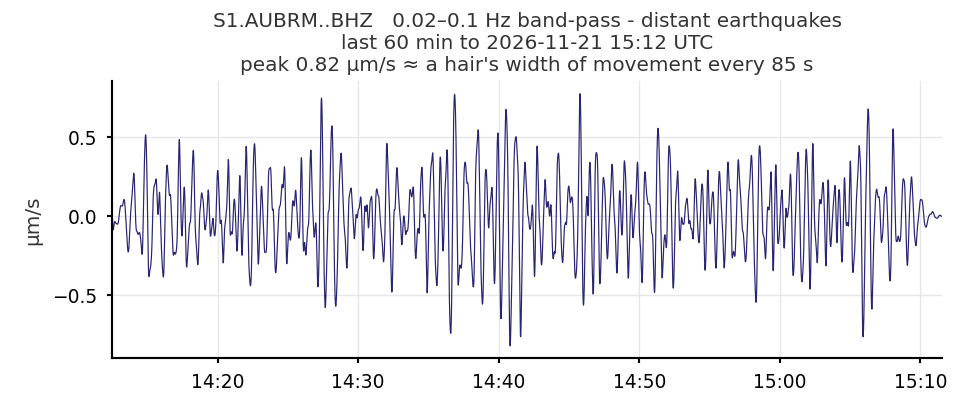 S1.AUBRM..BHZ   0.02–0.1 Hz band-pass - distant earthquakes
last 60 min to 2026-11-21 15:12 UTC
peak 0.82 µm/s ≈ a hair's width of movement every 85 s
µm/s
0.5
0.0
−0.5
14:20 14:30 14:40 14:50 15:00 15:10